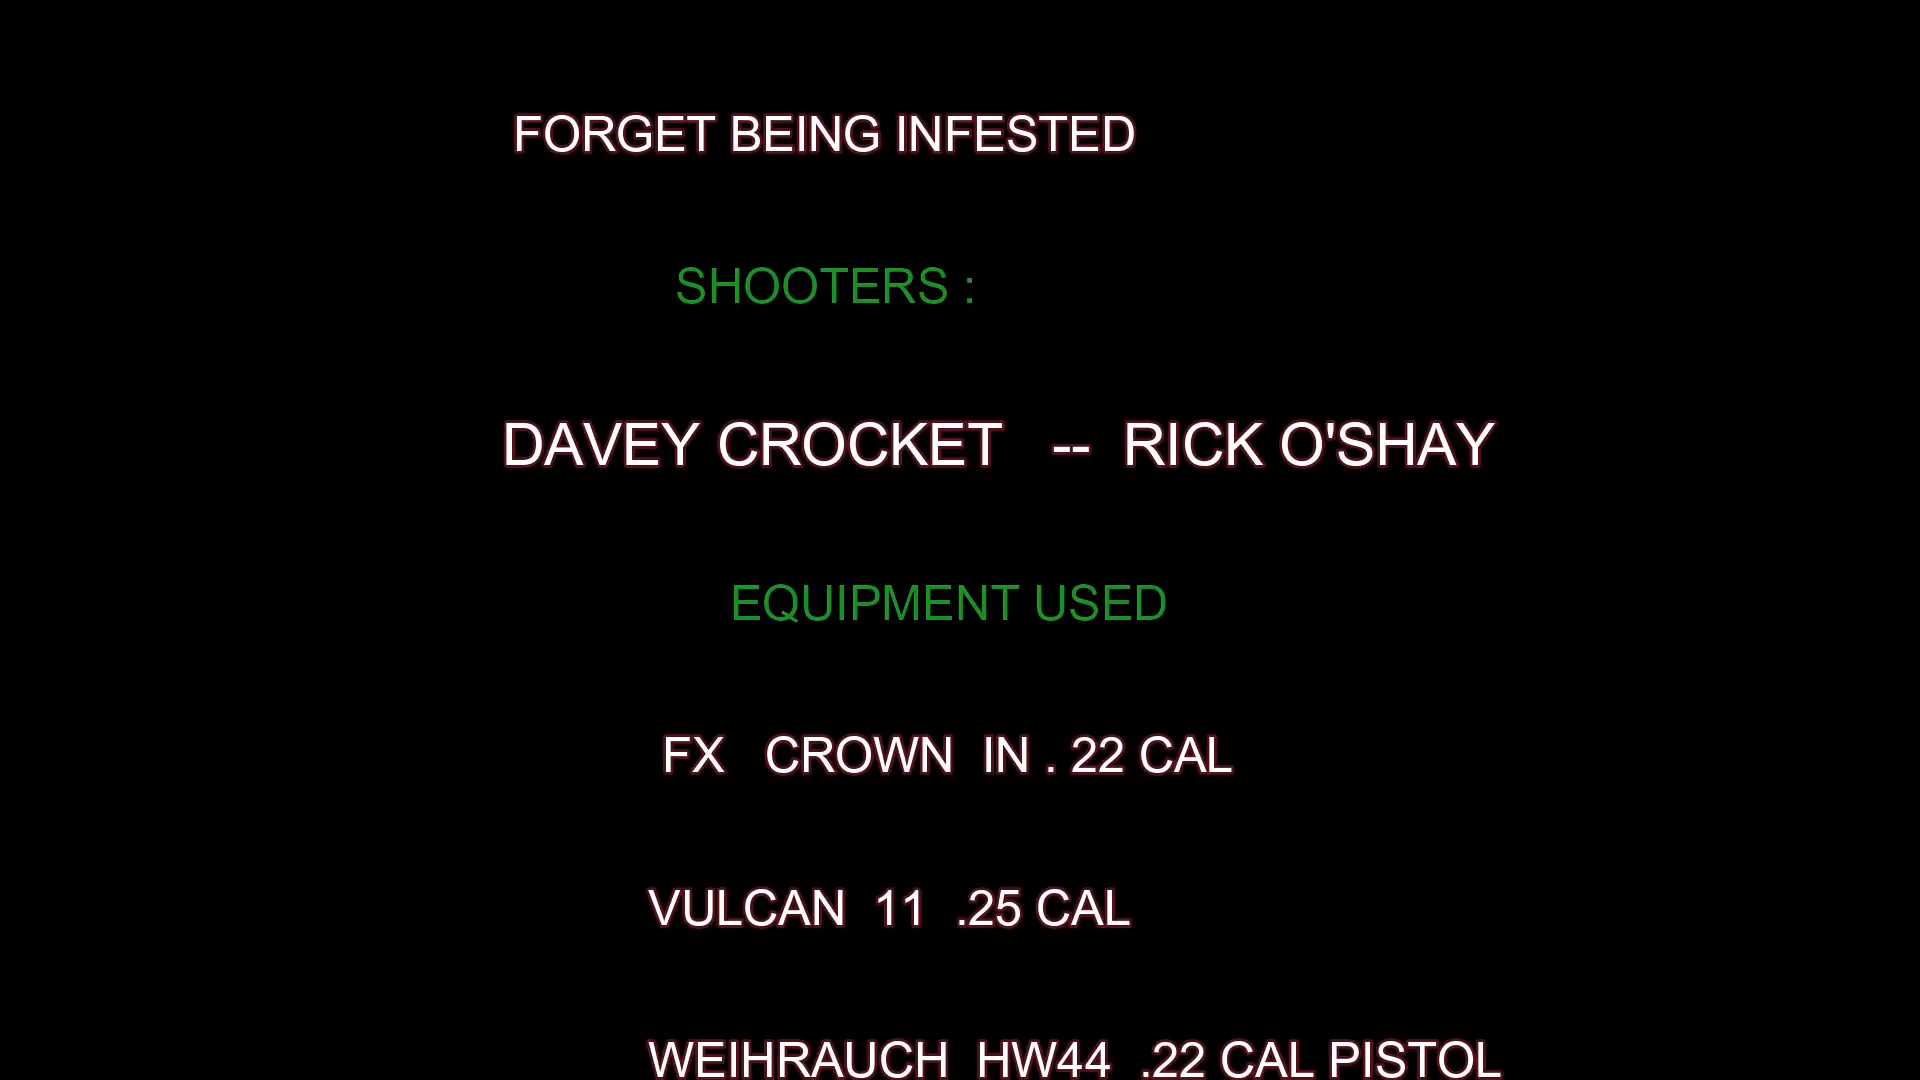 FORGET BEING INFESTED
SHOOTERS :
DAVEY CROCKET -- RICK O'SHAY
EQUIPMENT USED
FX CROWN IN . 22 CAL
VULCAN 11 .25 CAL
WEIHRAUCH HW44 .22 CAL PISTOL